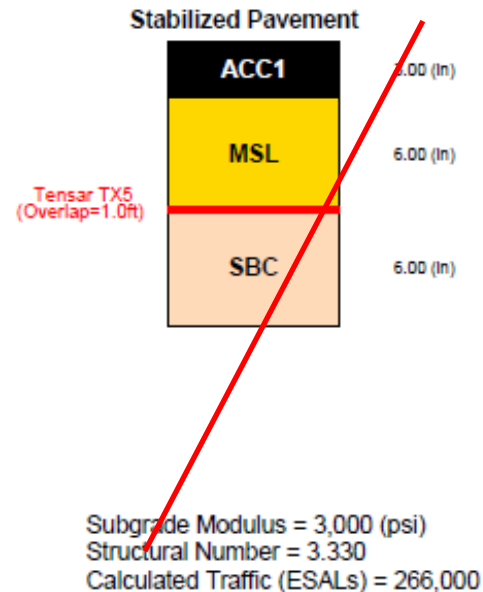 Stabilized Pavement
ACC1
3.00 (in)
MSL
6.00 (in)
Tensar TX5
(Overlap=1.0ft)
SBC
6.00 (in)
Subgrade Modulus = 3,000 (psi)
Structural Number = 3.330
Calculated Traffic (ESALs) = 266,000